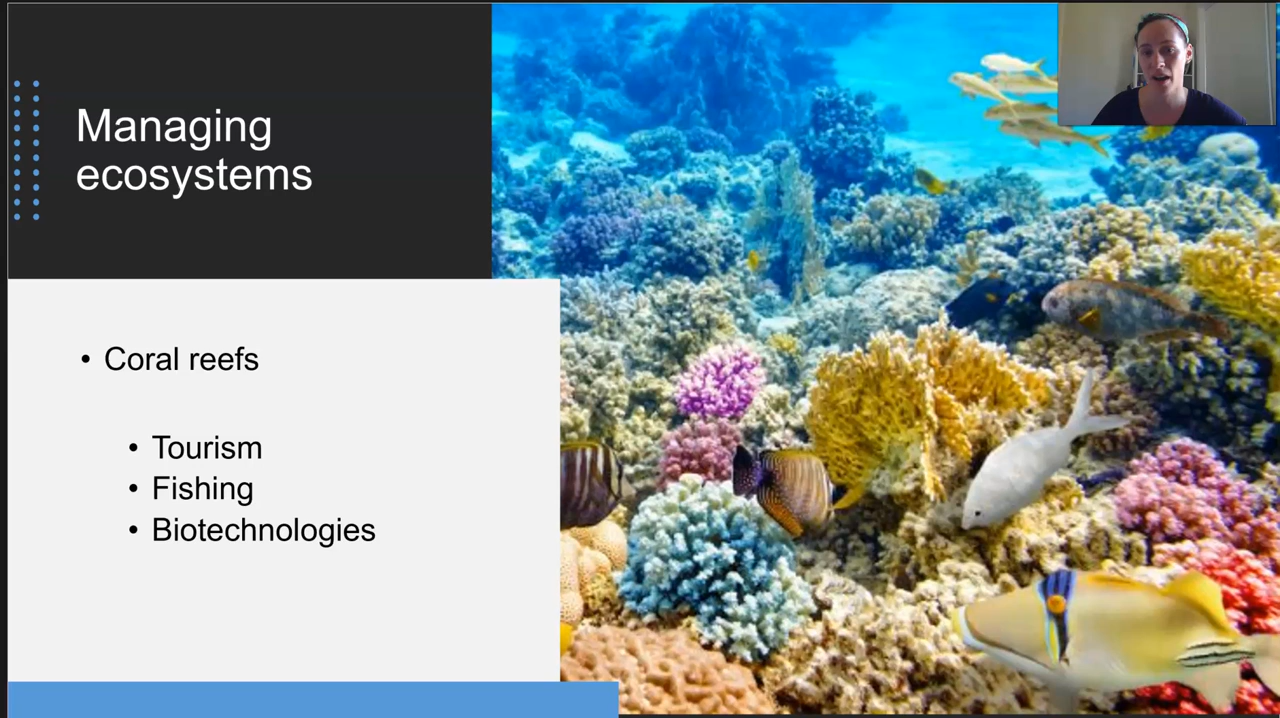 Managing
ecosystems
• Coral reefs
• Tourism
• Fishing
• Biotechnologies